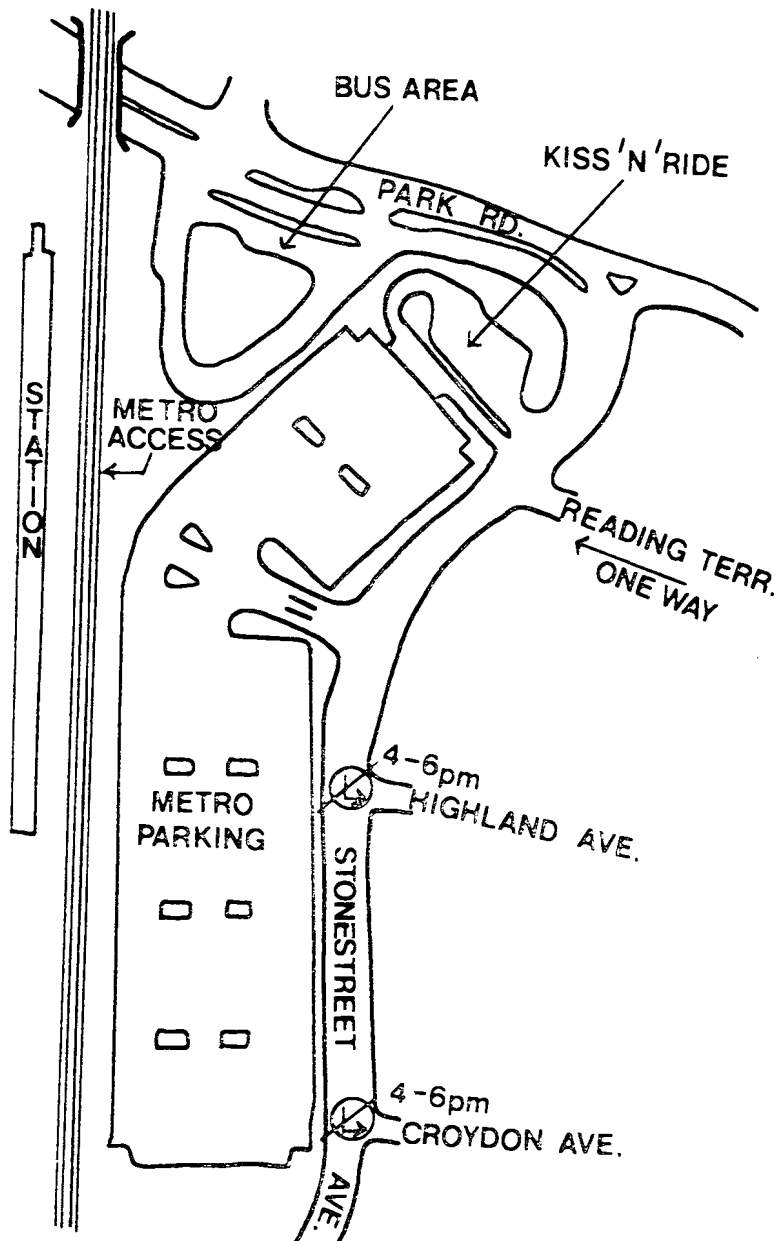 BUS AREA
KISS 'N' RIDE
PARK RD.
STATION
METRO
ACCESS
READING TERR.
ONE WAY
4-6pm
HIGHLAND AVE.
METRO
PARKING
STONESTREET
4-6pm
CROYDON AVE.
AVE.